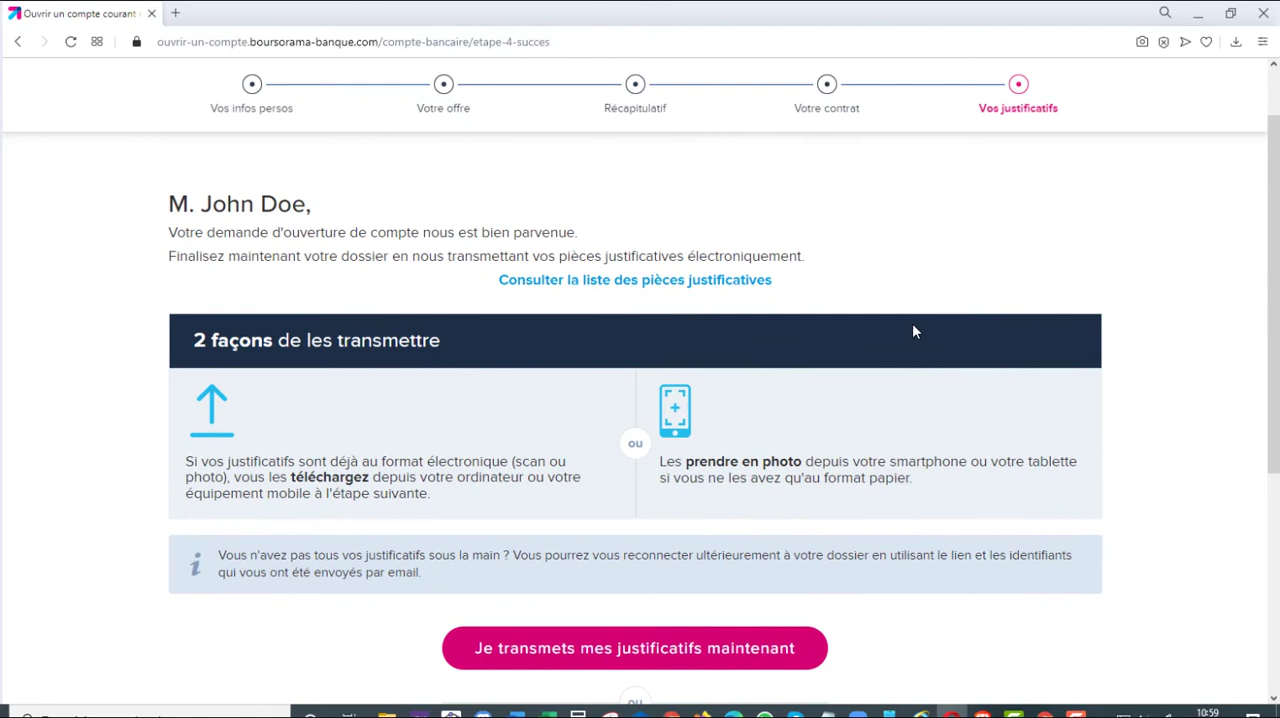 Ouvrir un compte courant
ouvrir-un-compte.boursorama-banque.com/compte-bancaire/etape-4-succes
Vos infos persos
Votre offre
Récapitulatif
Votre contrat
Vos justificatifs
M. John Doe,
Votre demande d'ouverture de compte nous est bien parvenue.
Finalisez maintenant votre dossier en nous transmettant vos pièces justificatives électroniquement.
Consulter la liste des pièces justificatives
2 façons de les transmettre
Si vos justificatifs sont déjà au format électronique (scan ou
photo), vous les téléchargez depuis votre ordinateur ou votre
équipement mobile à l'étape suivante.
ou
Les prendre en photo depuis votre smartphone ou votre tablette
si vous ne les avez qu'au format papier.
Vous n'avez pas tous vos justificatifs sous la main ? Vous pourrez vous reconnecter ultérieurement à votre dossier en utilisant le lien et les identifiants
qui vous ont été envoyés par email.
Je transmets mes justificatifs maintenant
ou
10:59